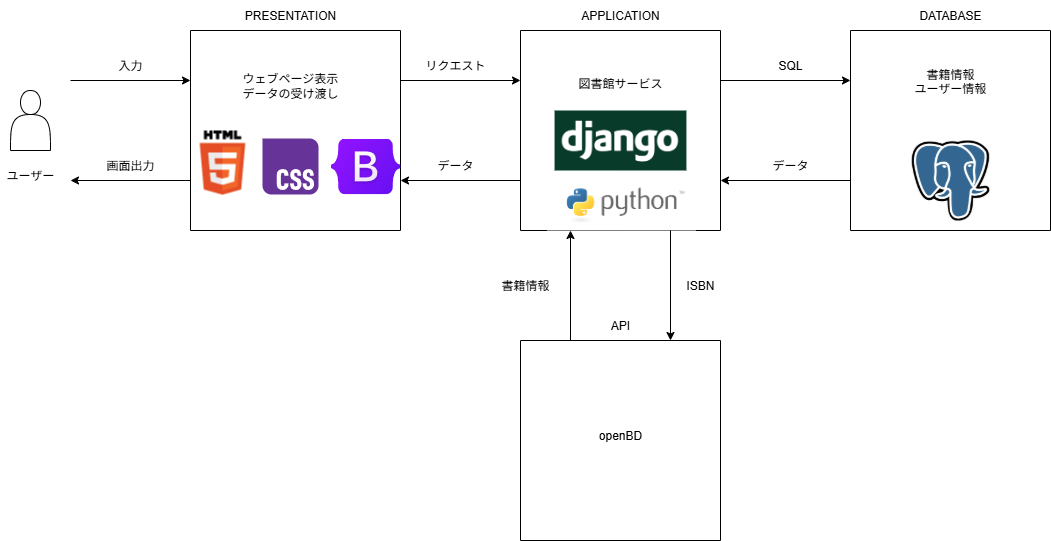 PRESENTATION
APPLICATION
DATABASE
入力
ウェブページ表示
データの受け渡し
リクエスト
図書館サービス
SQL
書籍情報
ユーザー情報
HTML
5
CSS
B
django
python™
画面出力
データ
データ
ユーザー
書籍情報
ISBN
API
openBD